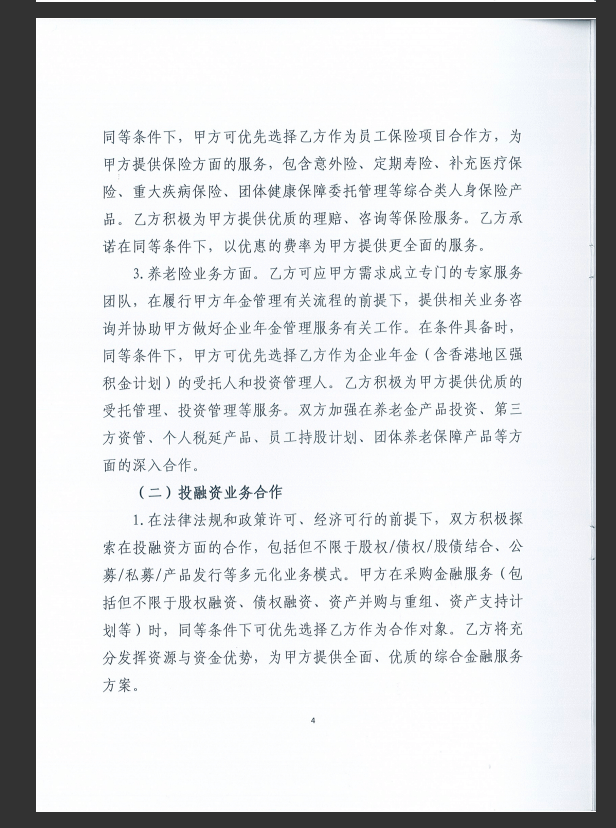 同等条件下，甲方可优先选择乙方作为员工保险项目合作方，为
甲方提供保险方面的服务，包含意外险、定期寿险、补充医疗保
险、重大疾病保险、团体健康保障委托管理等综合类人身保险产
品。乙方积极为甲方提供优质的理赔、咨询等保险服务。乙方承
诺在同等条件下，以优惠的费率为甲方提供更全面的服务。
3. 养老险业务方面。乙方可应甲方需求成立专门的专家服务
团队，在履行甲方年金管理有关流程的前提下，提供相关业务咨
询并协助甲方做好企业年金管理服务有关工作。在条件具备时，
同等条件下，甲方可优先选择乙方作为企业年金（含香港地区强
积金计划）的受托人和投资管理人。乙方积极为甲方提供优质的
受托管理、投资管理等服务。双方加强在养老金产品投资、第三
方资管、个人税延产品、员工持股计划、团体养老保障产品等方
面的深入合作。
（二）投融资业务合作
1. 在法律法规和政策许可、经济可行的前提下，双方积极探
索在投融资方面的合作，包括但不限于股权/债权/股债结合、公
募/私募/产品发行等多元化业务模式。甲方在采购金融服务（包
括但不限于股权融资、债权融资、资产并购与重组、资产支持计
划等）时，同等条件下可优先选择乙方作为合作对象。乙方将充
分发挥资源与资金优势，为甲方提供全面、优质的综合金融服务
方案。
4